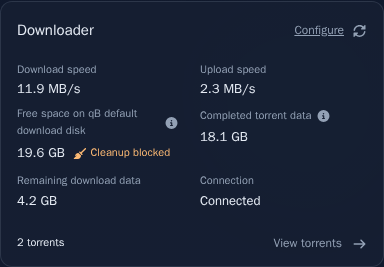 Downloader
Configure
Download speed
Upload speed
11.9 MB/s
2.3 MB/s
Free space on qB default
download disk
Completed torrent data
19.6 GB Cleanup blocked
18.1 GB
Remaining download data
Connection
4.2 GB
Connected
2 torrents
View torrents